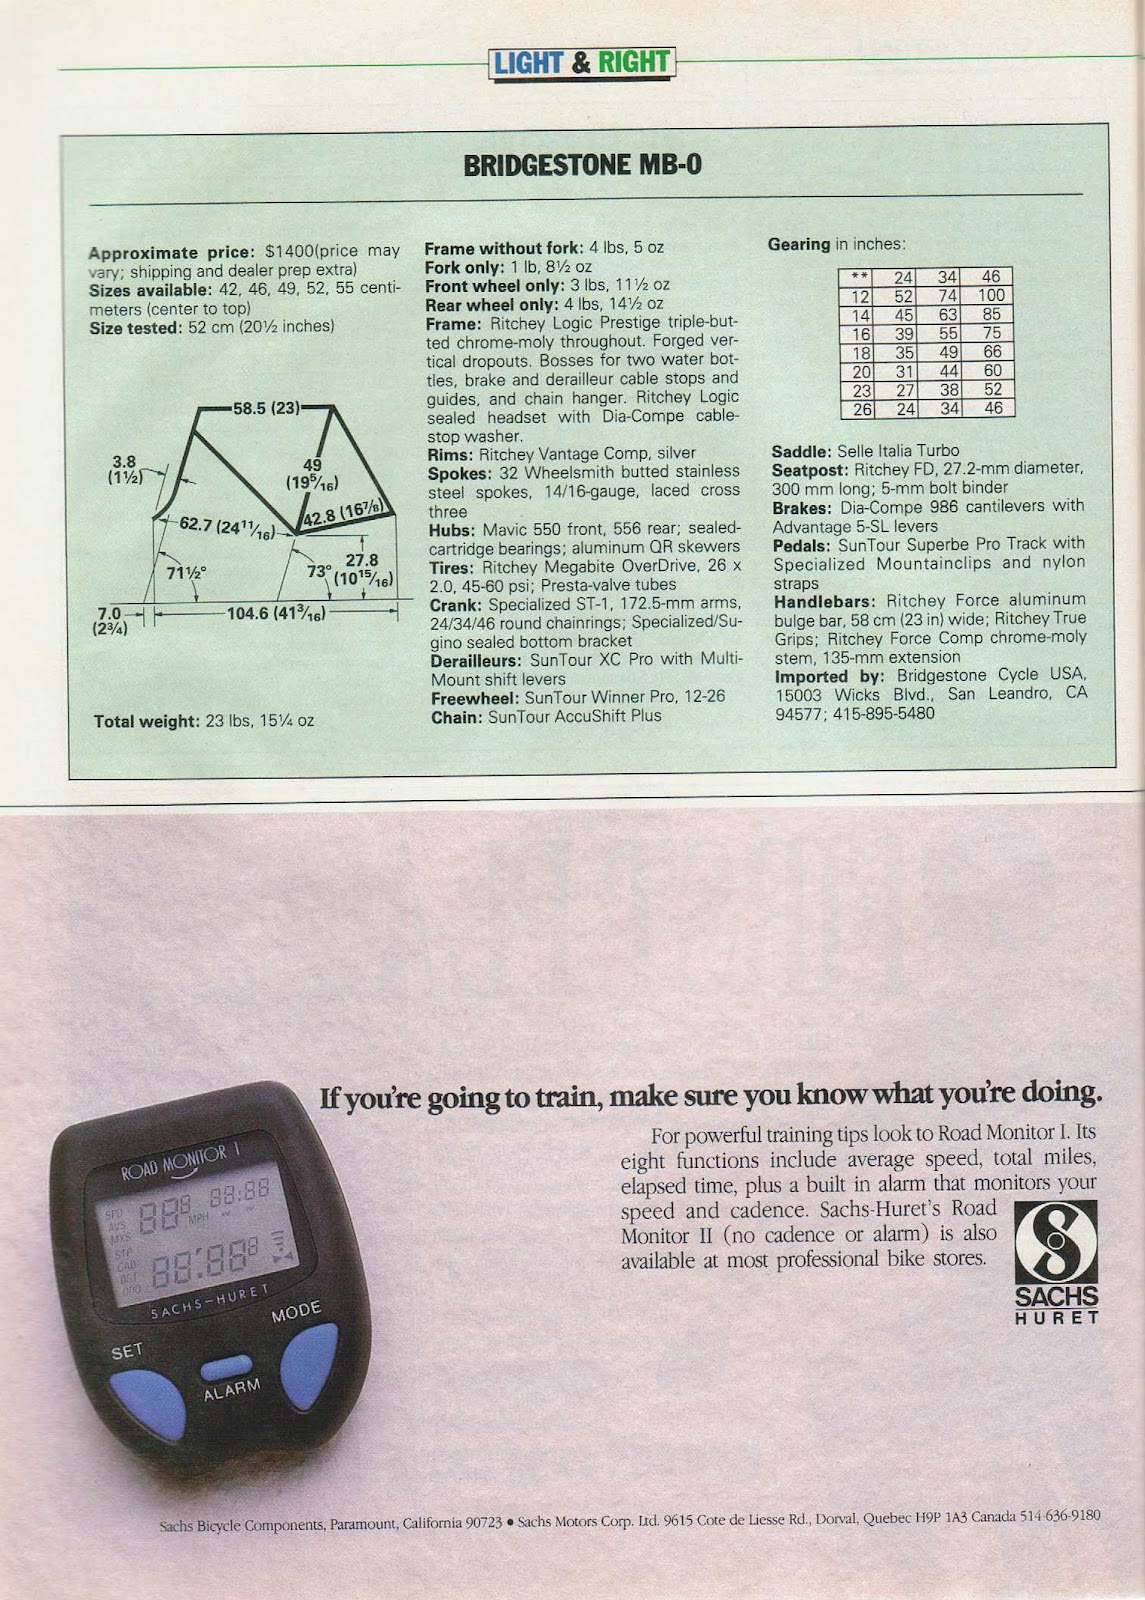 LIGHT & RIGHT
BRIDGESTONE MB-0
Approximate price: $1400(price may
vary; shipping and dealer prep extra)
Sizes available: 42, 46, 49, 52, 55 centi-
meters (center to top)
Size tested: 52 cm (20½ inches)
58.5 (23)
3.8
(1½)
49
(19⁵⁄₁₆)
42.8 (16⅞)
62.7 (24¹¹⁄₁₆)
27.8
(10¹⁵⁄₁₆)
71½°
73°
7.0
(2¾)
104.6 (41³⁄₁₆)
Total weight: 23 lbs, 15¼ oz
Frame without fork: 4 lbs, 5 oz
Fork only: 1 lb, 8½ oz
Front wheel only: 3 lbs, 11½ oz
Rear wheel only: 4 lbs, 14½ oz
Frame: Ritchey Logic Prestige triple-but-
ted chrome-moly throughout. Forged ver-
tical dropouts. Bosses for two water bot-
tles, brake and derailleur cable stops and
guides, and chain hanger. Ritchey Logic
sealed headset with Dia-Compe cable-
stop washer.
Rims: Ritchey Vantage Comp, silver
Spokes: 32 Wheelsmith butted stainless
steel spokes, 14/16-gauge, laced cross
three
Hubs: Mavic 550 front, 556 rear; sealed-
cartridge bearings; aluminum QR skewers
Tires: Ritchey Megabite OverDrive, 26 x
2.0, 45-60 psi; Presta-valve tubes
Crank: Specialized ST-1, 172.5-mm arms,
24/34/46 round chainrings; Specialized/Su-
gino sealed bottom bracket
Derailleurs: SunTour XC Pro with Multi-
Mount shift levers
Freewheel: SunTour Winner Pro, 12-26
Chain: SunTour AccuShift Plus
Gearing in inches:
** 24 34 46
12 52 74 100
14 45 63 85
16 39 55 75
18 35 49 66
20 31 44 60
23 27 38 52
26 24 34 46
Saddle: Selle Italia Turbo
Seatpost: Ritchey FD, 27.2-mm diameter,
300 mm long; 5-mm bolt binder
Brakes: Dia-Compe 986 cantilevers with
Advantage 5-SL levers
Pedals: SunTour Superbe Pro Track with
Specialized Mountainclips and nylon
straps
Handlebars: Ritchey Force aluminum
bulge bar, 58 cm (23 in) wide; Ritchey True
Grips; Ritchey Force Comp chrome-moly
stem, 135-mm extension
Imported by: Bridgestone Cycle USA,
15003 Wicks Blvd., San Leandro, CA
94577; 415-895-5480
If you're going to train, make sure you know what you're doing.
For powerful training tips look to Road Monitor I. Its
eight functions include average speed, total miles,
elapsed time, plus a built in alarm that monitors your
speed and cadence. Sachs-Huret's Road
Monitor II (no cadence or alarm) is also
available at most professional bike stores.
SACHS
HURET
ROAD MONITOR I
SPD
AVS
MXS
STP
CAD
DST
ODO
MPH
88⁸ 88:88
88:88⁸
SACHS-HURET
SET
MODE
ALARM
Sachs Bicycle Components, Paramount, California 90723 • Sachs Motors Corp. Ltd. 9615 Cote de Liesse Rd., Dorval, Quebec H9P 1A3 Canada 514-636-9180